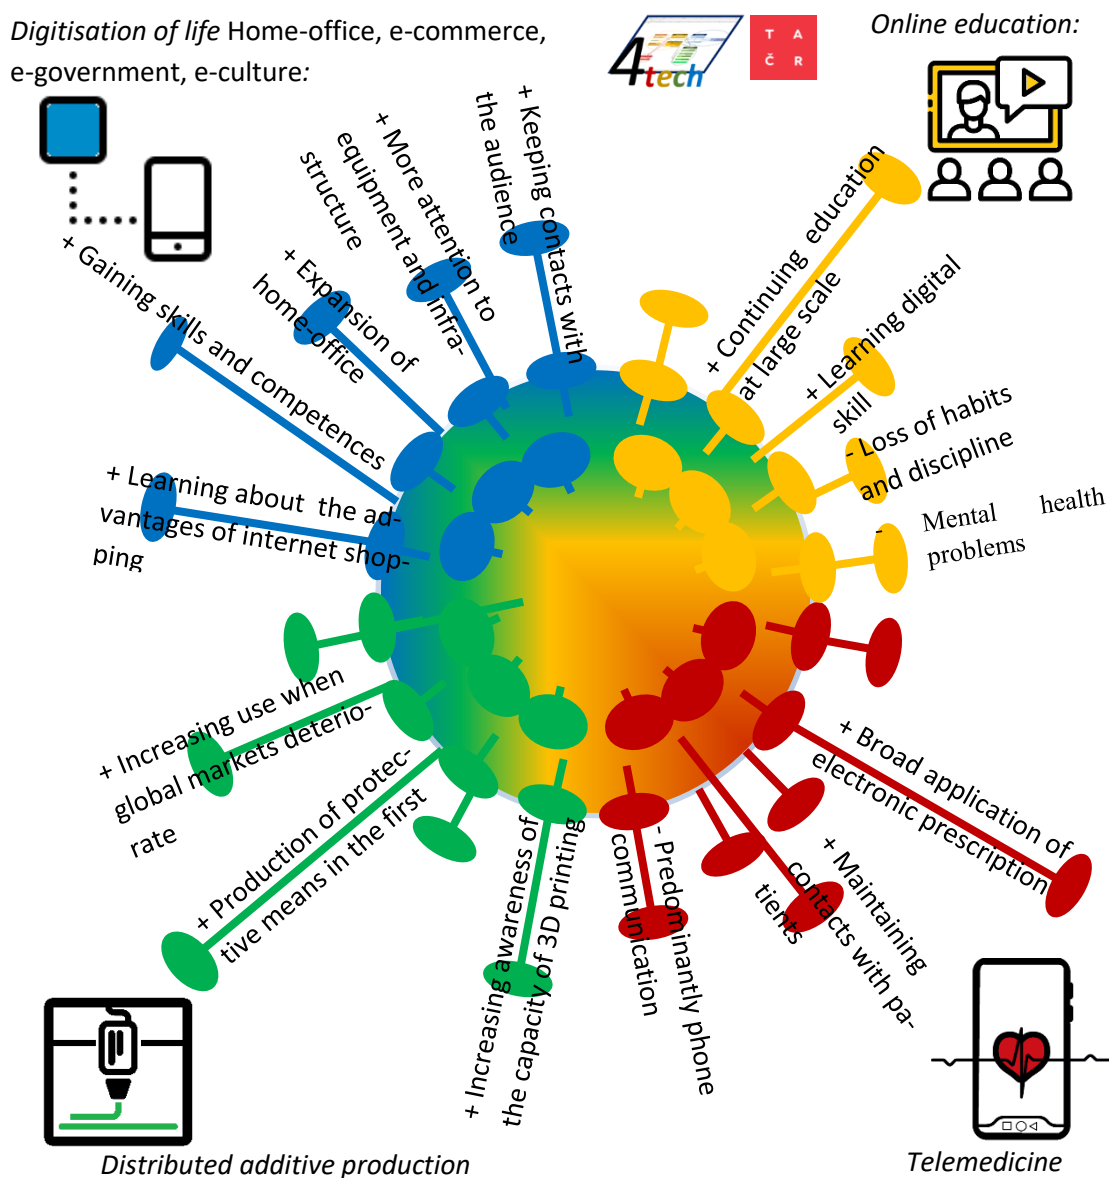 Digitisation of life Home-office, e-commerce,
e-government, e-culture:
4tech
T A
Č R
Online education:
+ Keeping contacts with
the audience
+ More attention to
equipment and infra-
structure
+ Expansion of
home-office
+ Gaining skills and competences
+ Learning about the ad-
vantages of internet shop-
ping
+ Continuing education
at large scale
+ Learning digital
skill
- Loss of habits
and discipline
- Mental health
problems
+ Increasing use when
global markets deterio-
rate
+ Production of protec-
tive means in the first
+ Increasing awareness of
the capacity of 3D printing
- Predominantly phone
communication
+ Maintaining
contacts with pa-
tients
+ Broad application of
electronic prescription
Distributed additive production
Telemedicine